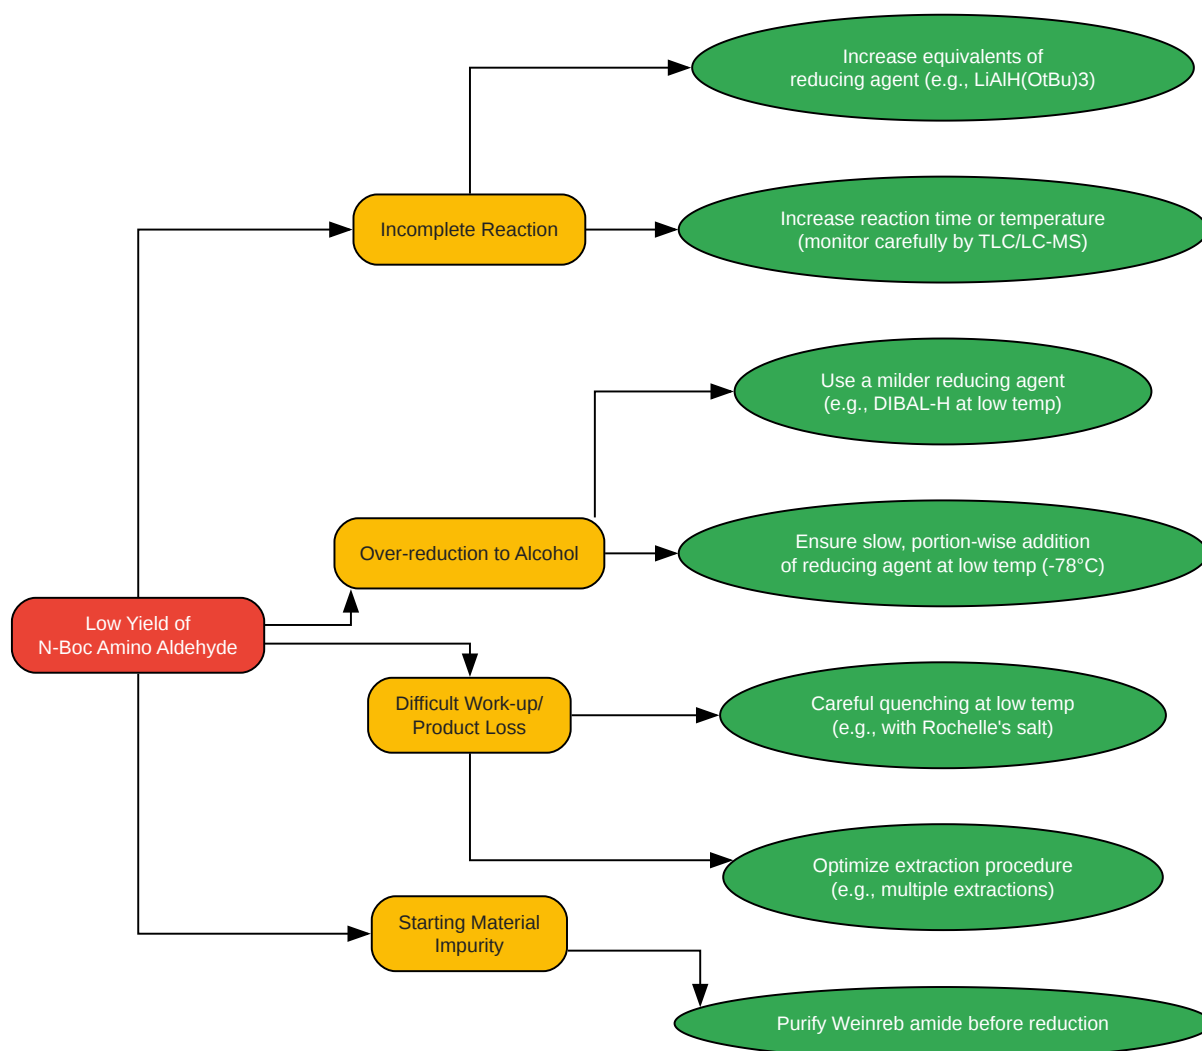 Increase equivalents of
reducing agent (e.g., LiAlH(OtBu)3)
Incomplete Reaction
Increase reaction time or temperature
(monitor carefully by TLC/LC-MS)
Use a milder reducing agent
(e.g., DIBAL-H at low temp)
Over-reduction to Alcohol
Ensure slow, portion-wise addition
of reducing agent at low temp (-78°C)
Low Yield of
N-Boc Amino Aldehyde
Difficult Work-up/
Product Loss
Careful quenching at low temp
(e.g., with Rochelle's salt)
Optimize extraction procedure
(e.g., multiple extractions)
Starting Material
Impurity
Purify Weinreb amide before reduction